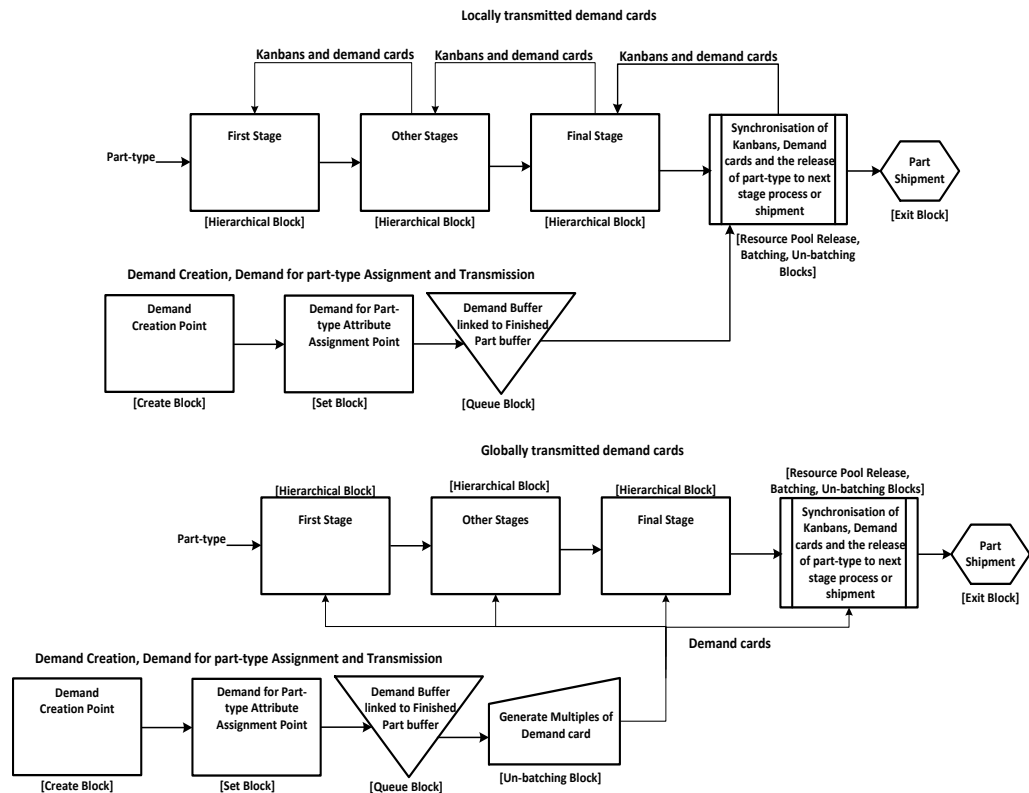 Locally transmitted demand cards
Kanbans and demand cards
Kanbans and demand cards
Kanbans and demand cards
Part-type
First Stage
[Hierarchical Block]
Other Stages
[Hierarchical Block]
Final Stage
[Hierarchical Block]
Synchronisation of
Kanbans, Demand
cards and the release
of part-type to next
stage process or
shipment
[Resource Pool Release,
Batching, Un-batching
Blocks]
Part
Shipment
[Exit Block]
Demand Creation, Demand for part-type Assignment and Transmission
Demand
Creation Point
[Create Block]
Demand for Part-
type Attribute
Assignment Point
[Set Block]
Demand Buffer
linked to Finished
Part buffer
[Queue Block]
Globally transmitted demand cards
Part-type
[Hierarchical Block]
First Stage
[Hierarchical Block]
Other Stages
[Hierarchical Block]
Final Stage
[Resource Pool Release,
Batching, Un-batching Blocks]
Synchronisation of
Kanbans, Demand
cards and the release
of part-type to next
stage process or
shipment
Part
Shipment
[Exit Block]
Demand cards
Demand Creation, Demand for part-type Assignment and Transmission
Demand
Creation Point
[Create Block]
Demand for Part-
type Attribute
Assignment Point
[Set Block]
Demand Buffer
linked to Finished
Part buffer
[Queue Block]
Generate Multiples of
Demand card
[Un-batching Block]